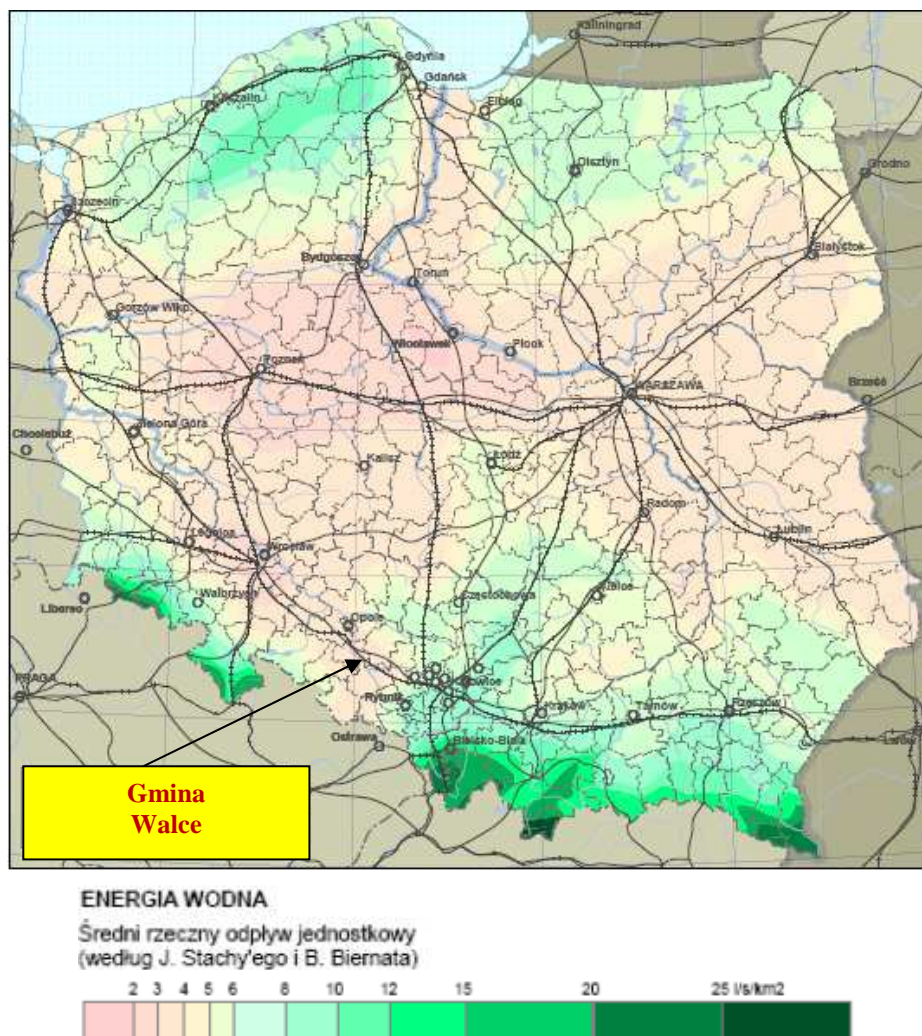 Kaliningrad
Gdynia
Gdańsk
Koszalin
Elbląg
Olsztyn
Grodno
Szczecin
Białystok
Bydgoszcz
Toruń
Gorzów Wlkp.
Włocławek
Płock
Poznań
WARSZAWA
Brześć
Zielona Góra
Chociebuż
Kalisz
Łódź
Radom
Legnica
Wrocław
Lublin
Wałbrzych
Częstochowa
Kielce
Opole
PRAGA
Rybnik
Kraków
Tarnów
Rzeszów
Ostrawa
Bielsko-Biała
Lwów
Gmina
Walce
ENERGIA WODNA
Średni rzeczny odpływ jednostkowy
(według J. Stachy'ego i B. Biernata)
2 3 4 5 6 8 10 12 15 20 25 l/s/km2